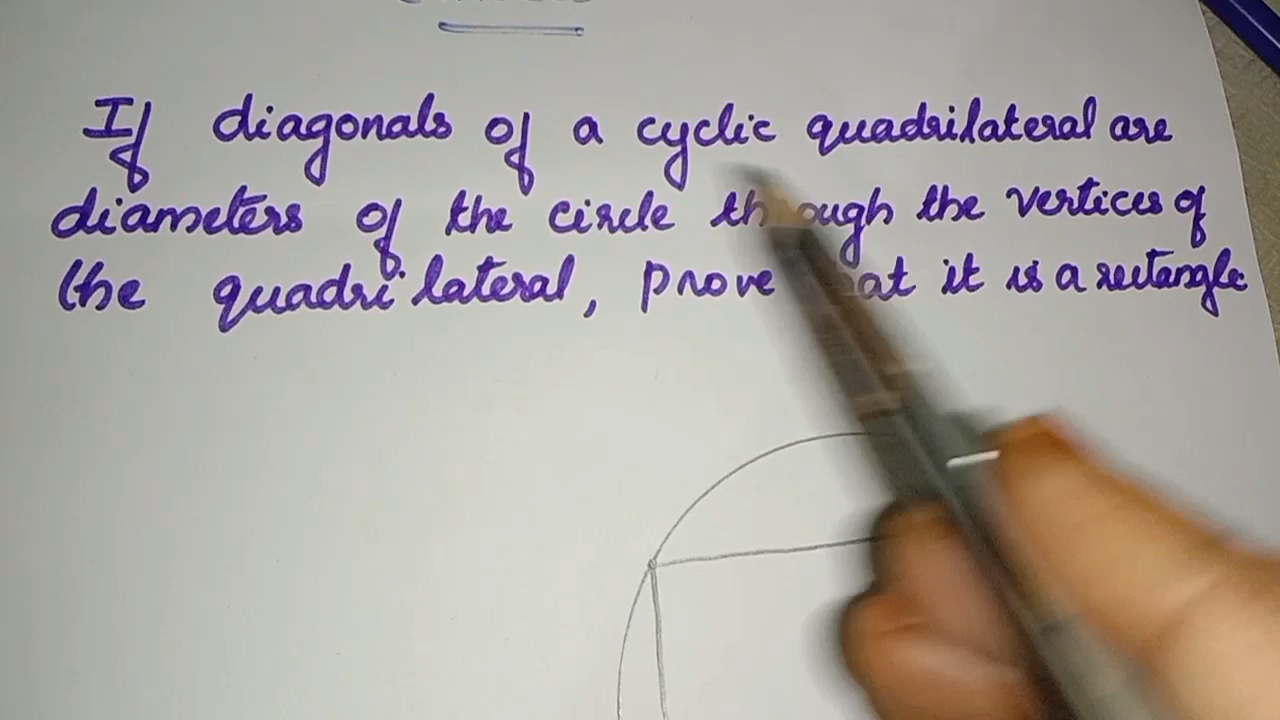 If diagonals of a cyclic quadrilateral are
diameters of the circle through the vertices of
the quadrilateral, prove that it is a rectangle